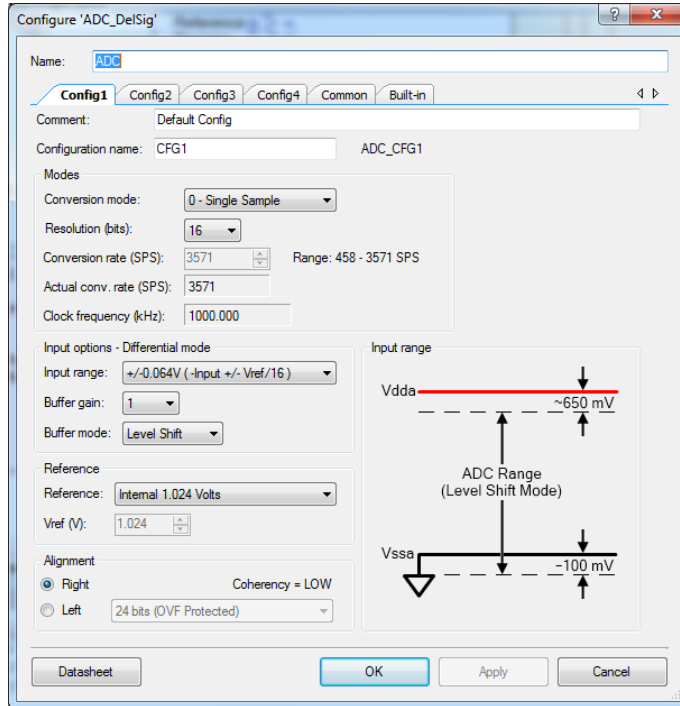 Configure 'ADC_DelSig'
Name: ADC
Config1 Config2 Config3 Config4 Common Built-in
Comment: Default Config
Configuration name: CFG1 ADC_CFG1
Modes
Conversion mode: 0 - Single Sample
Resolution (bits): 16
Conversion rate (SPS): 3571 Range: 458 - 3571 SPS
Actual conv. rate (SPS): 3571
Clock frequency (kHz): 1000.000
Input options - Differential mode
Input range: +/-0.064V ( -Input +/- Vref/16 )
Buffer gain: 1
Buffer mode: Level Shift
Input range
Vdda
~650 mV
ADC Range
(Level Shift Mode)
Vssa
-100 mV
Reference
Reference: Internal 1.024 Volts
Vref (V): 1.024
Alignment
Right Coherency = LOW
Left 24 bits (OVF Protected)
Datasheet OK Apply Cancel